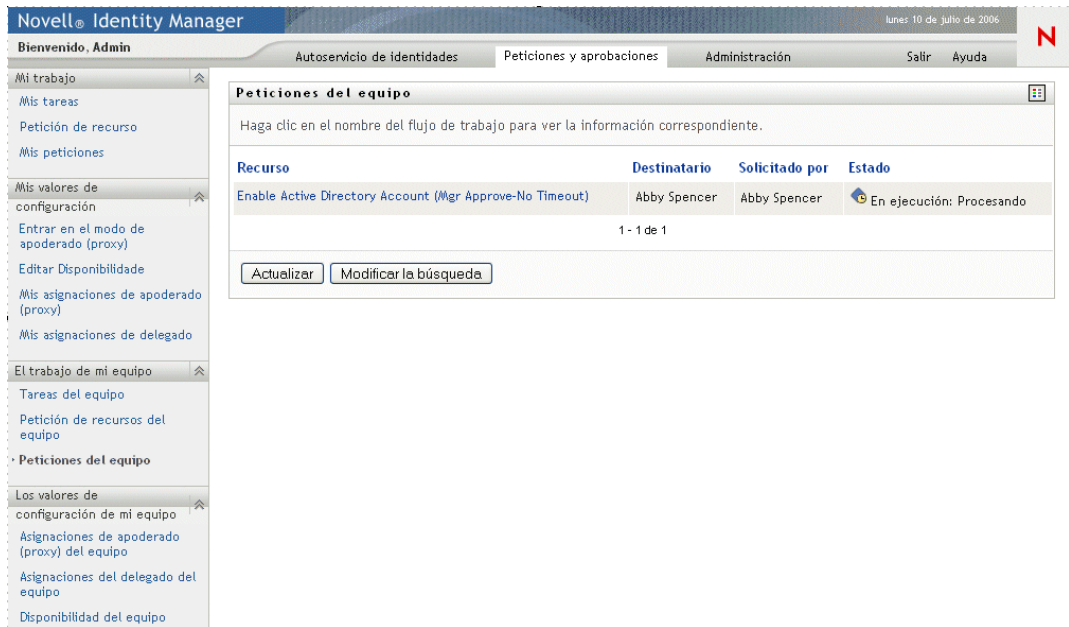 Novell® Identity Manager
lunes 10 de julio de 2006
N
Bienvenido, Admin
Autoservicio de identidades
Peticiones y aprobaciones
Administración
Salir
Ayuda
Mi trabajo
Mis tareas
Petición de recurso
Mis peticiones
Mis valores de
configuración
Entrar en el modo de
apoderado (proxy)
Editar Disponibilidade
Mis asignaciones de apoderado
(proxy)
Mis asignaciones de delegado
El trabajo de mi equipo
Tareas del equipo
Petición de recursos del
equipo
Peticiones del equipo
Los valores de
configuración de mi equipo
Asignaciones de apoderado
(proxy) del equipo
Asignaciones del delegado del
equipo
Disponibilidad del equipo
Peticiones del equipo
Haga clic en el nombre del flujo de trabajo para ver la información correspondiente.
Recurso Destinatario Solicitado por Estado
Enable Active Directory Account (Mgr Approve-No Timeout) Abby Spencer Abby Spencer En ejecución: Procesando
1 - 1 de 1
Actualizar Modificar la búsqueda